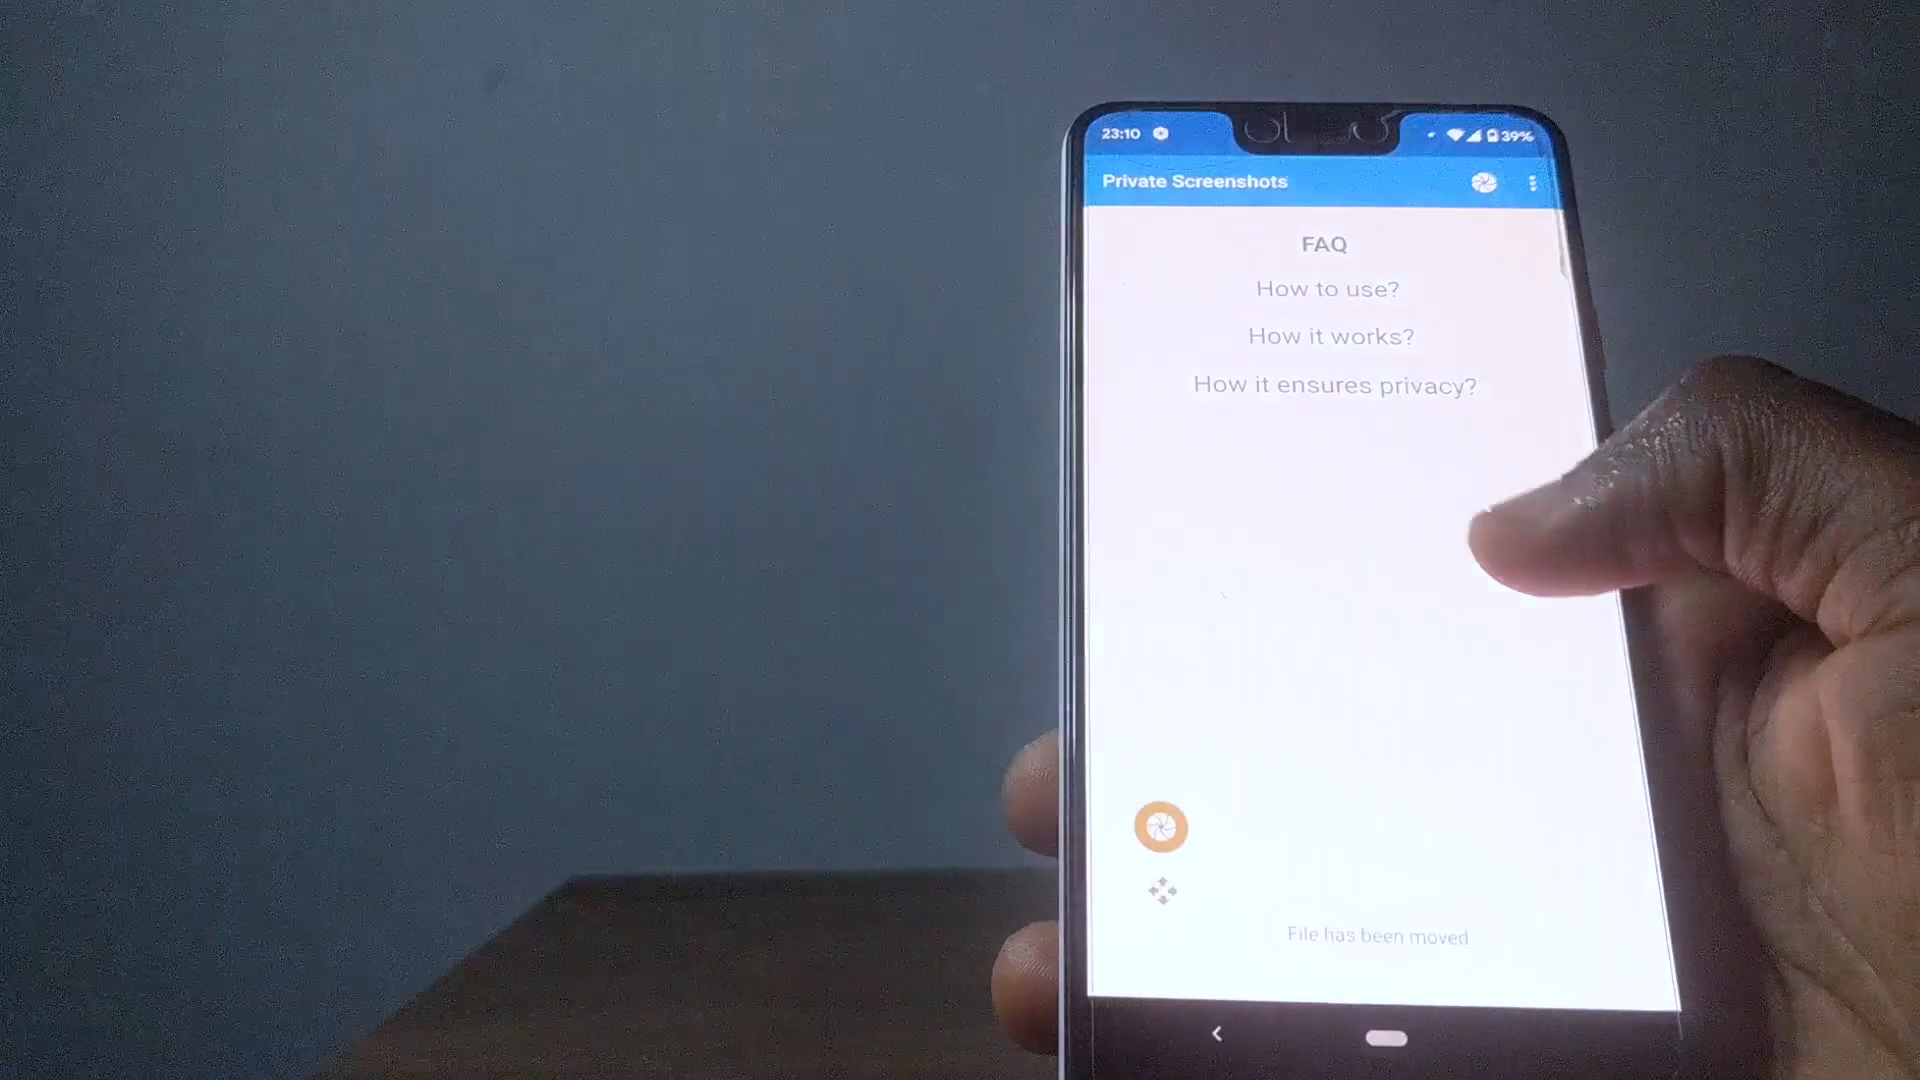 23:10
39%
Private Screenshots
FAQ
How to use?
How it works?
How it ensures privacy?
File has been moved